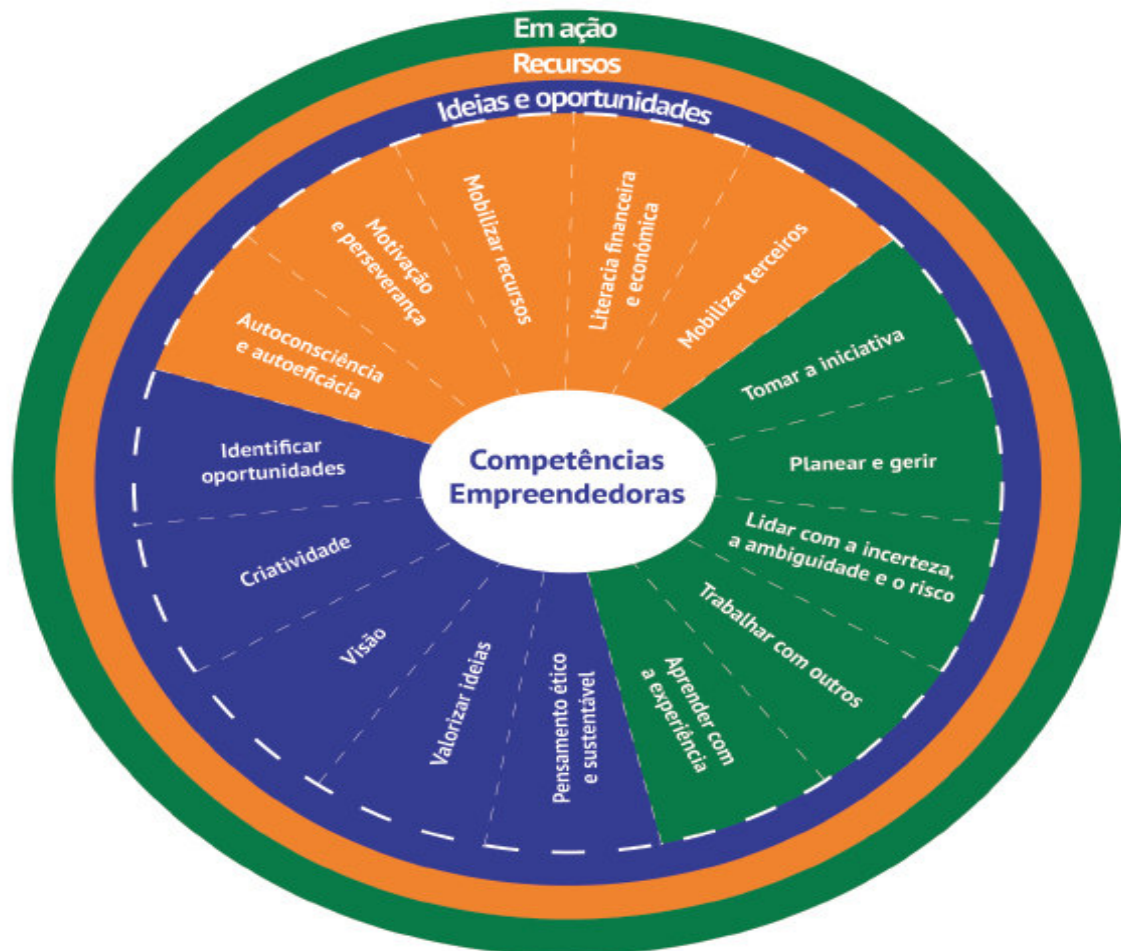 Em ação
Recursos
Ideias e oportunidades
Autoconsciência
e autoeficácia
Motivação
e perseverança
Mobilizar recursos
Literacia financeira
e económica
Mobilizar terceiros
Tomar a iniciativa
Planear e gerir
Lidar com a incerteza,
a ambiguidade e o risco
Trabalhar com outros
Aprender com
a experiência
Pensamento ético
e sustentável
Valorizar ideias
Visão
Criatividade
Identificar
oportunidades
Competências
Empreendedoras